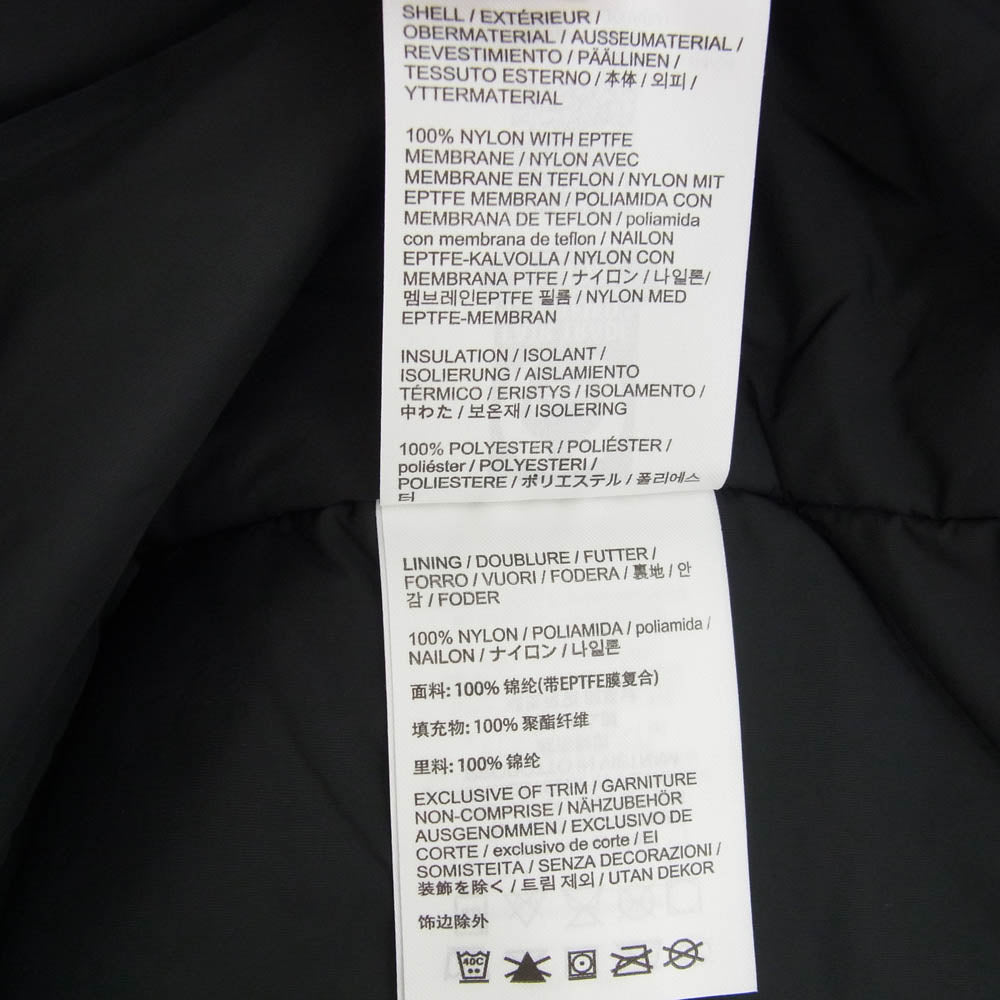 SHELL / EXTÉRIEUR /
OBERMATERIAL / AUSSEUMATERIAL /
REVESTIMIENTO / PÄÄLLINEN /
TESSUTO ESTERNO / 本体 / 외피 /
YTTERMATERIAL
100% NYLON WITH EPTFE
MEMBRANE / NYLON AVEC
MEMBRANE EN TEFLON / NYLON MIT
EPTFE MEMBRAN / POLIAMIDA CON
MEMBRANA DE TEFLON / poliamida
con membrana de teflon / NAILON
EPTFE-KALVOLLA / NYLON CON
MEMBRANA PTFE / ナイロン / 나일론/
멤브레인EPTFE 필름 / NYLON MED
EPTFE-MEMBRAN
INSULATION / ISOLANT /
ISOLIERUNG / AISLAMIENTO
TÉRMICO / ERISTYS / ISOLAMENTO /
中わた / 보온재 / ISOLERING
100% POLYESTER / POLIÉSTER /
poliéster / POLYESTERI /
POLIESTERE / ポリエステル / 폴리에스
터
LINING / DOUBLURE / FUTTER /
FORRO / VUORI / FODERA / 裏地 / 안
감 / FODER
100% NYLON / POLIAMIDA / poliamida /
NAILON / ナイロン / 나일론
面料: 100% 锦纶(带EPTFE膜复合)
填充物: 100% 聚酯纤维
里料: 100% 锦纶
EXCLUSIVE OF TRIM / GARNITURE
NON-COMPRISE / NÄHZUBEHÖR
AUSGENOMMEN / EXCLUSIVO DE
CORTE / exclusivo de corte / EI
SOMISTEITA / SENZA DECORAZIONI /
装飾を除く / 트림 제외 / UTAN DEKOR
饰边除外
40C